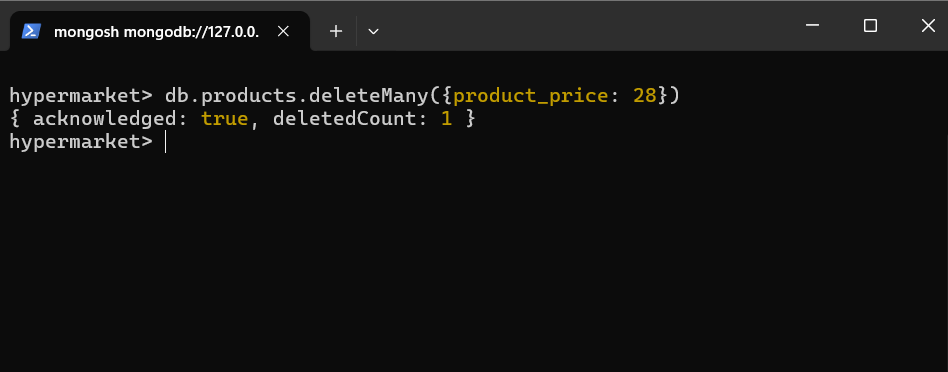 mongosh mongodb://127.0.0.
hypermarket> db.products.deleteMany({product_price: 28})
{ acknowledged: true, deletedCount: 1 }
hypermarket>